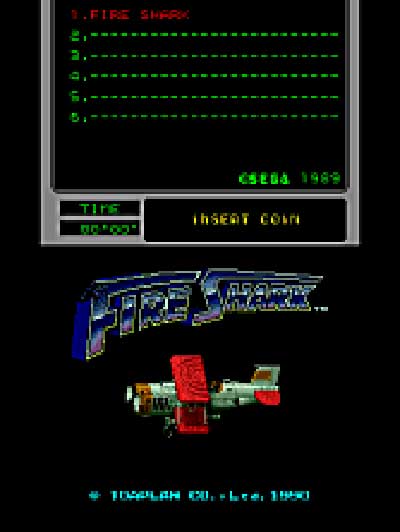 1.FIRE SHARK
2.--------------------
3.--------------------
4.--------------------
5.--------------------
6.--------------------
©SEGA 1989
TIME
00'00"
INSERT COIN
FIRE SHARK™
© TOAPLAN CO.,Ltd. 1990